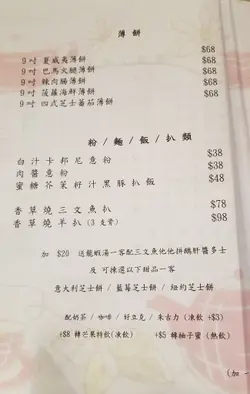 薄餅
9 吋 夏威夷薄餅 $68
9 吋 巴馬火腿薄餅 $68
9 吋 辣肉腸薄餅 $68
9 吋 菠蘿海鮮薄餅 $68
9 吋 四式芝士蕃茄薄餅 $68
粉 / 麵 / 飯 / 扒 類
白汁卡邦尼意粉 $38
肉醬意粉 $38
蜜糖芥茉籽汁黑豚扒飯 $48
香草燒三文魚扒 $78
香草燒羊扒 (3 支骨) $98
加 $20 送龍蝦湯一客配三文魚他他拼鵝肝醬多士
及 可揀選以下甜品一客
意大利芝士餅 / 藍莓芝士餅 / 紐約芝士餅
配奶茶 / 咖啡 / 好立克 / 朱古力 (凍飲 +$3)
+$8 轉芒果特飲(凍飲) +$5 轉柚子蜜 (熱飲)
(加 一